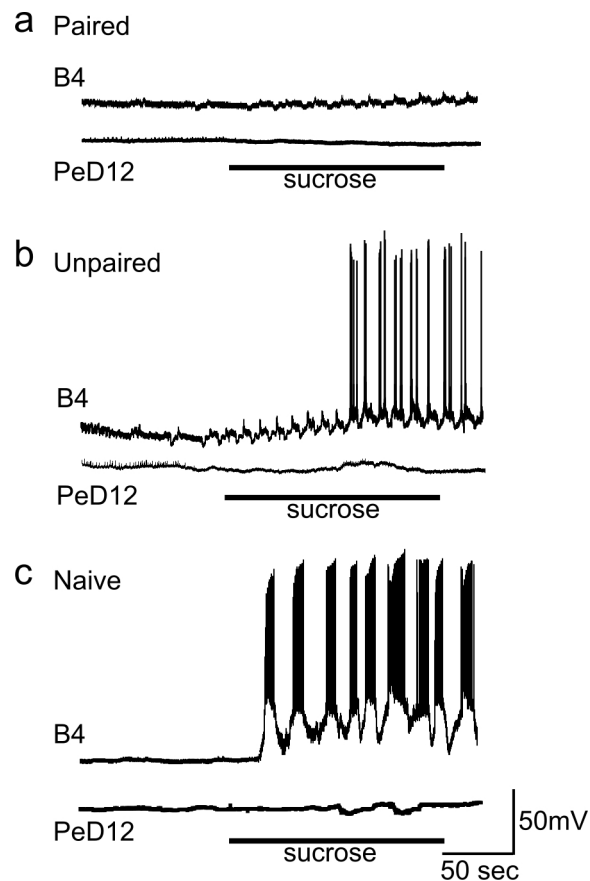 a Paired
B4
PeD12
sucrose
b Unpaired
B4
PeD12
sucrose
c Naive
B4
PeD12
sucrose
50mV
50 sec